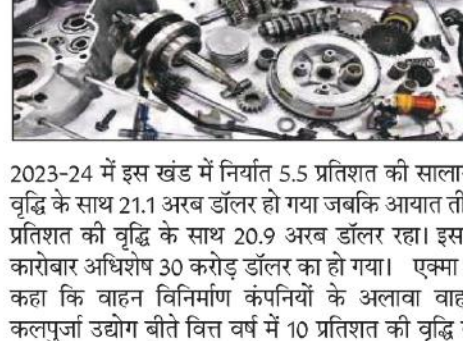 2023-24 में इस खंड में निर्यात 5.5 प्रतिशत की साला
वृद्धि के साथ 21.1 अरब डॉलर हो गया जबकि आयात ती
प्रतिशत की वृद्धि के साथ 20.9 अरब डॉलर रहा। इस
कारोबार अधिशेष 30 करोड़ डॉलर का हो गया। एक्मा
कहा कि वाहन विनिर्माण कंपनियों के अलावा वाह
कलपुर्जा उद्योग बीते वित्त वर्ष में 10 प्रतिशत की वृद्धि